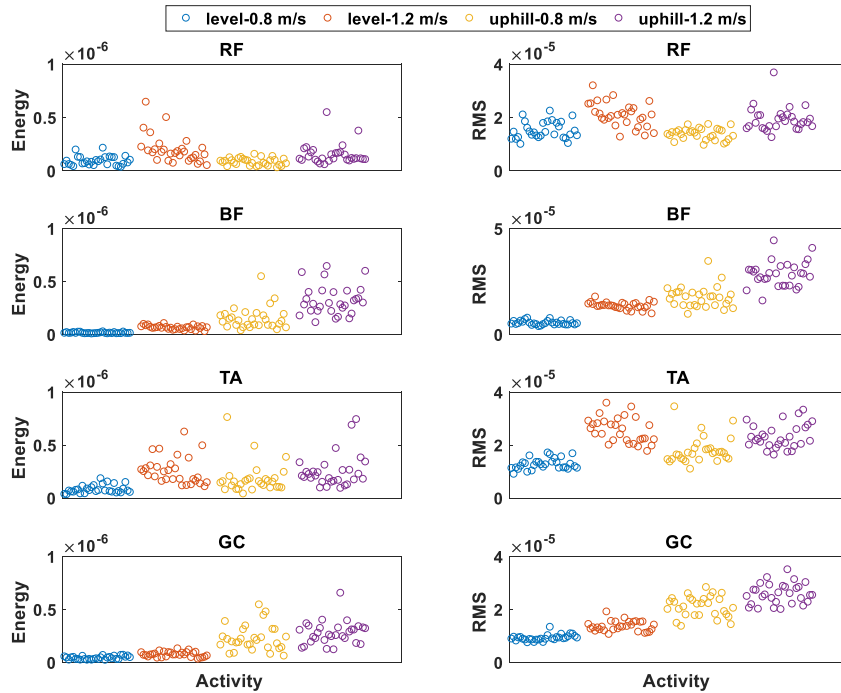 level-0.8 m/s level-1.2 m/s uphill-0.8 m/s uphill-1.2 m/s
×10^-6 RF
1
0.5
0
Energy
×10^-5 RF
4
2
0
RMS
×10^-6 BF
1
0.5
0
Energy
×10^-5 BF
5
0
RMS
×10^-6 TA
1
0.5
0
Energy
×10^-5 TA
4
2
0
RMS
×10^-6 GC
1
0.5
0
Energy
Activity
×10^-5 GC
4
2
0
RMS
Activity